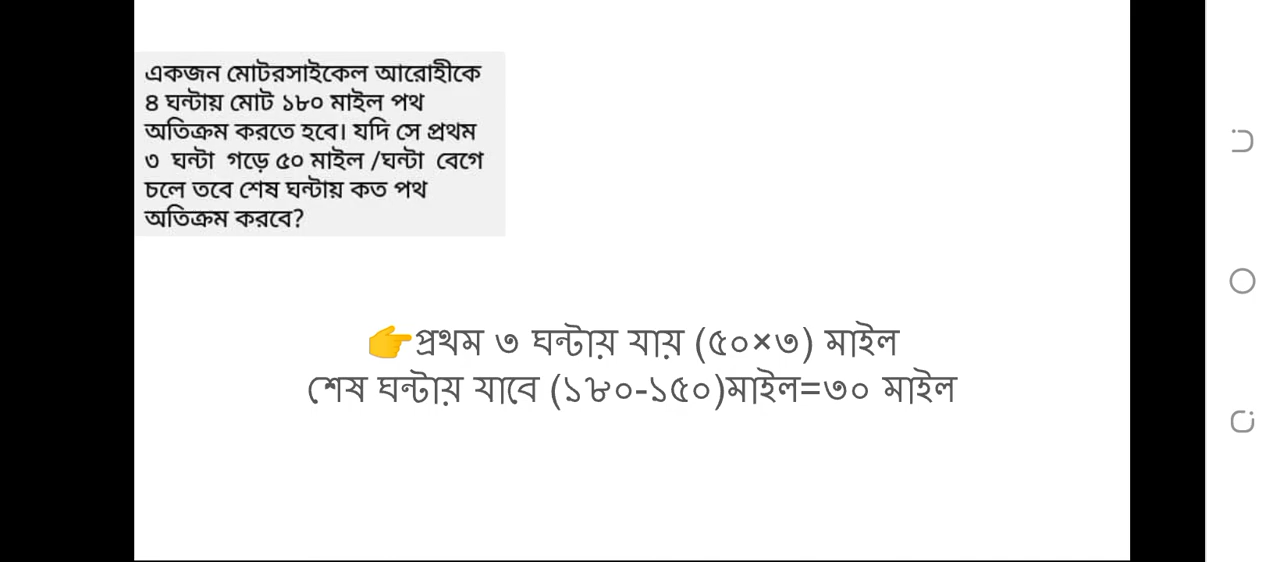 একজন মোটরসাইকেল আরোহীকে
৪ ঘন্টায় মোট ১৮০ মাইল পথ
অতিক্রম করতে হবে। যদি সে প্রথম
৩ ঘন্টা গড়ে ৫০ মাইল /ঘন্টা বেগে
চলে তবে শেষ ঘন্টায় কত পথ
অতিক্রম করবে?
👉প্রথম ৩ ঘন্টায় যায় (৫০×৩) মাইল
শেষ ঘন্টায় যাবে (১৮০-১৫০)মাইল=৩০ মাইল